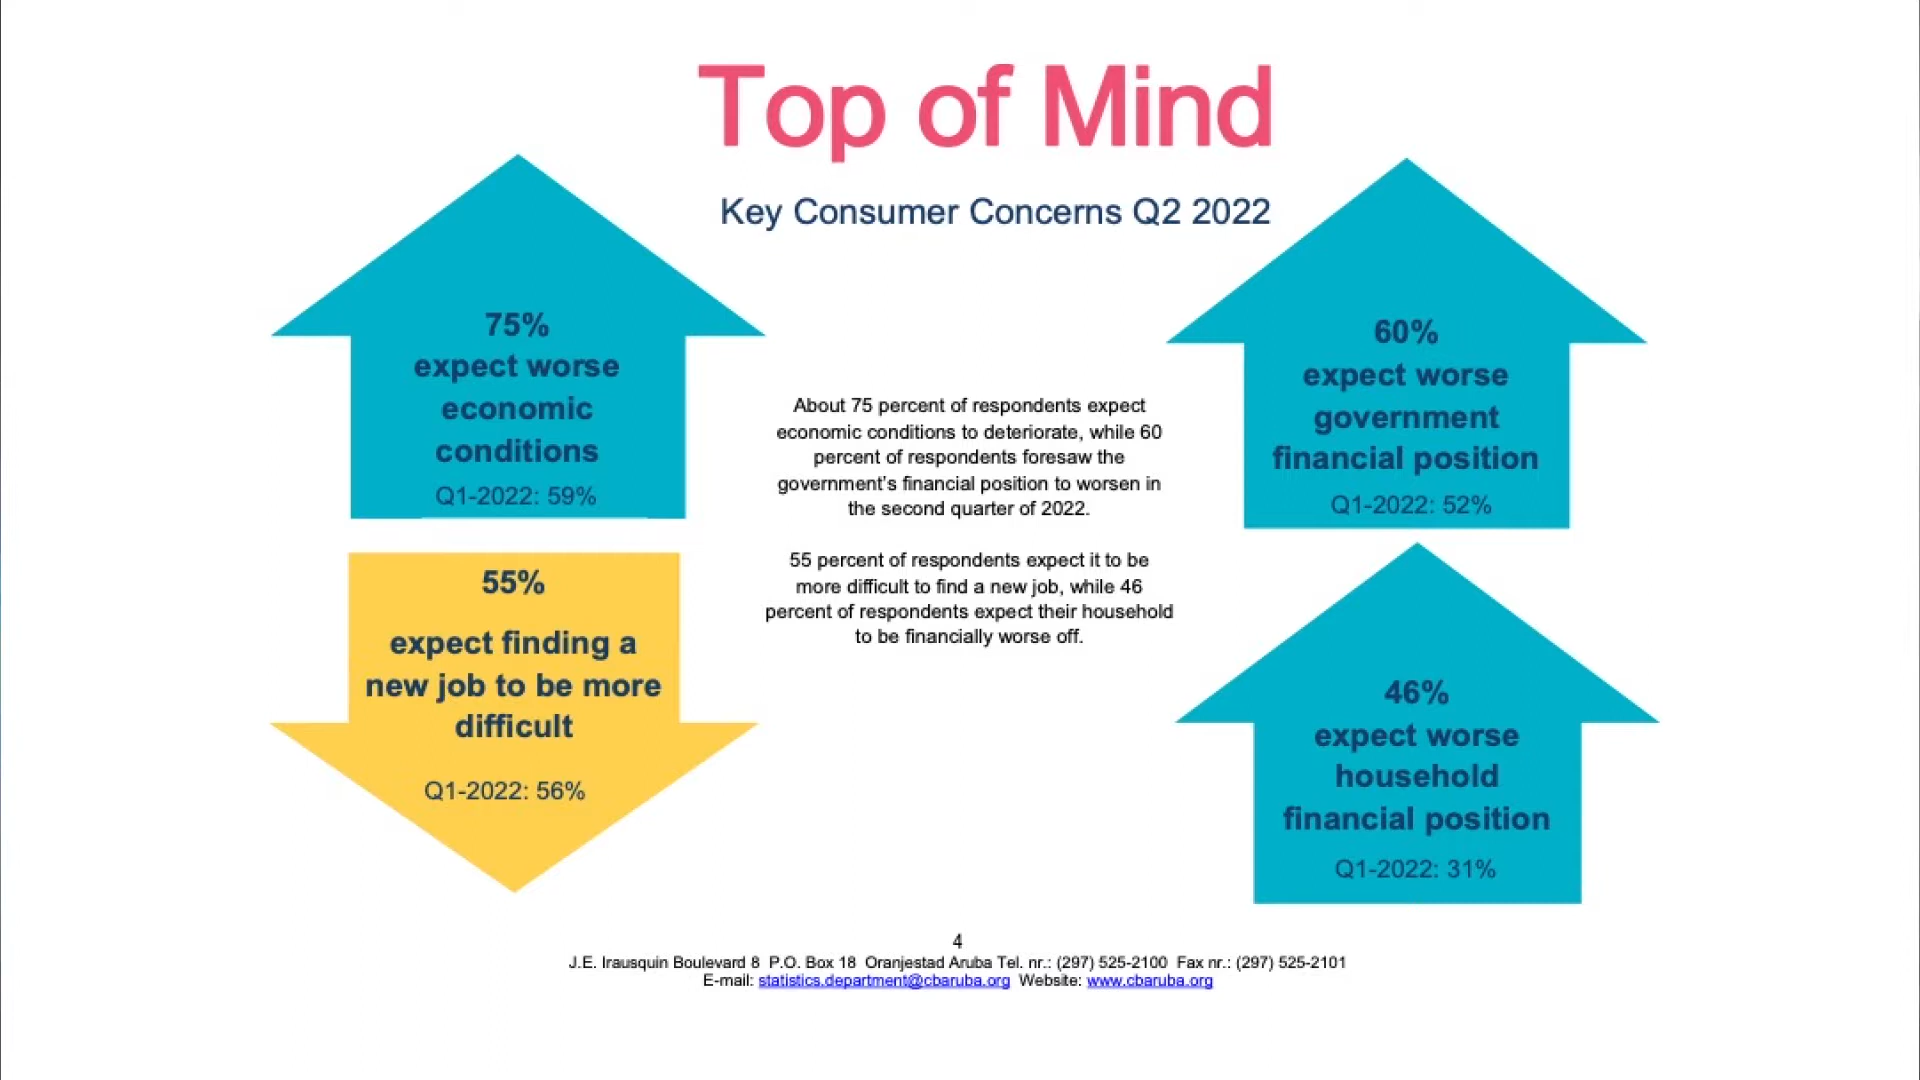 Top of Mind
Key Consumer Concerns Q2 2022
75%
expect worse
economic
conditions
Q1-2022: 59%
60%
expect worse
government
financial position
Q1-2022: 52%
About 75 percent of respondents expect
economic conditions to deteriorate, while 60
percent of respondents foresaw the
government's financial position to worsen in
the second quarter of 2022.
55 percent of respondents expect it to be
more difficult to find a new job, while 46
percent of respondents expect their household
to be financially worse off.
55%
expect finding a
new job to be more
difficult
Q1-2022: 56%
46%
expect worse
household
financial position
Q1-2022: 31%
4
J.E. Irausquin Boulevard 8 P.O. Box 18 Oranjestad Aruba Tel. nr.: (297) 525-2100 Fax nr.: (297) 525-2101
E-mail: statistics.department@cbaruba.org Website: www.cbaruba.org